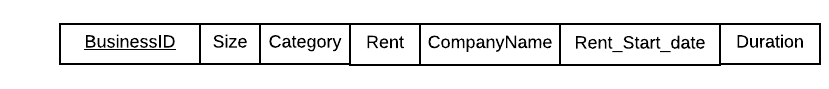 BusinessID Size Category Rent CompanyName Rent_Start_date Duration